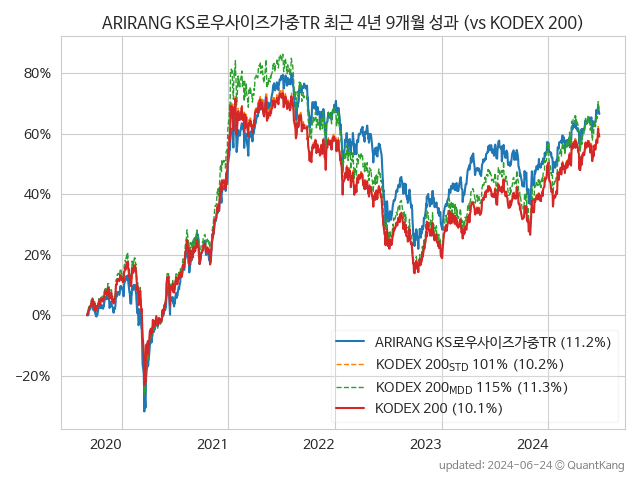 ARIRANG KS로우사이즈가중TR 최근 4년 9개월 성과 (vs KODEX 200)
80%
60%
40%
20%
0%
−20%
ARIRANG KS로우사이즈가중TR (11.2%)
KODEX 200STD 101% (10.2%)
KODEX 200MDD 115% (11.3%)
KODEX 200 (10.1%)
2020 2021 2022 2023 2024
updated: 2024-06-24 © QuantKang